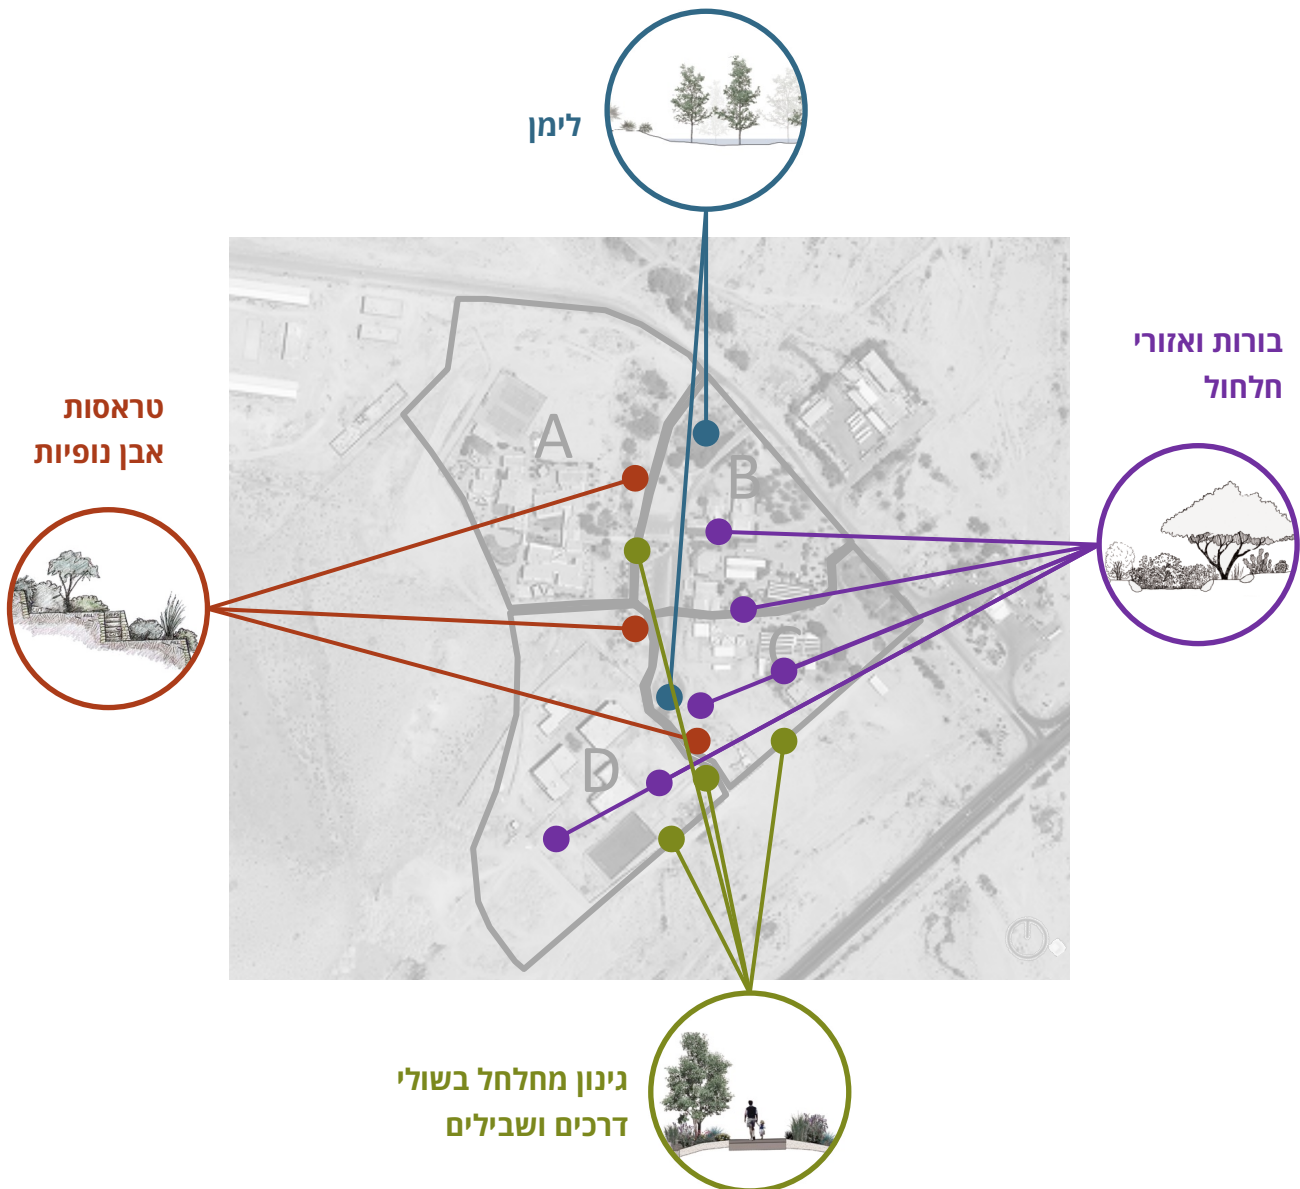 לימן
בורות ואזורי
חלחול
טראסות
אבן נופיות
A
B
C
D
גינון מחלחל בשולי
דרכים ושבילים